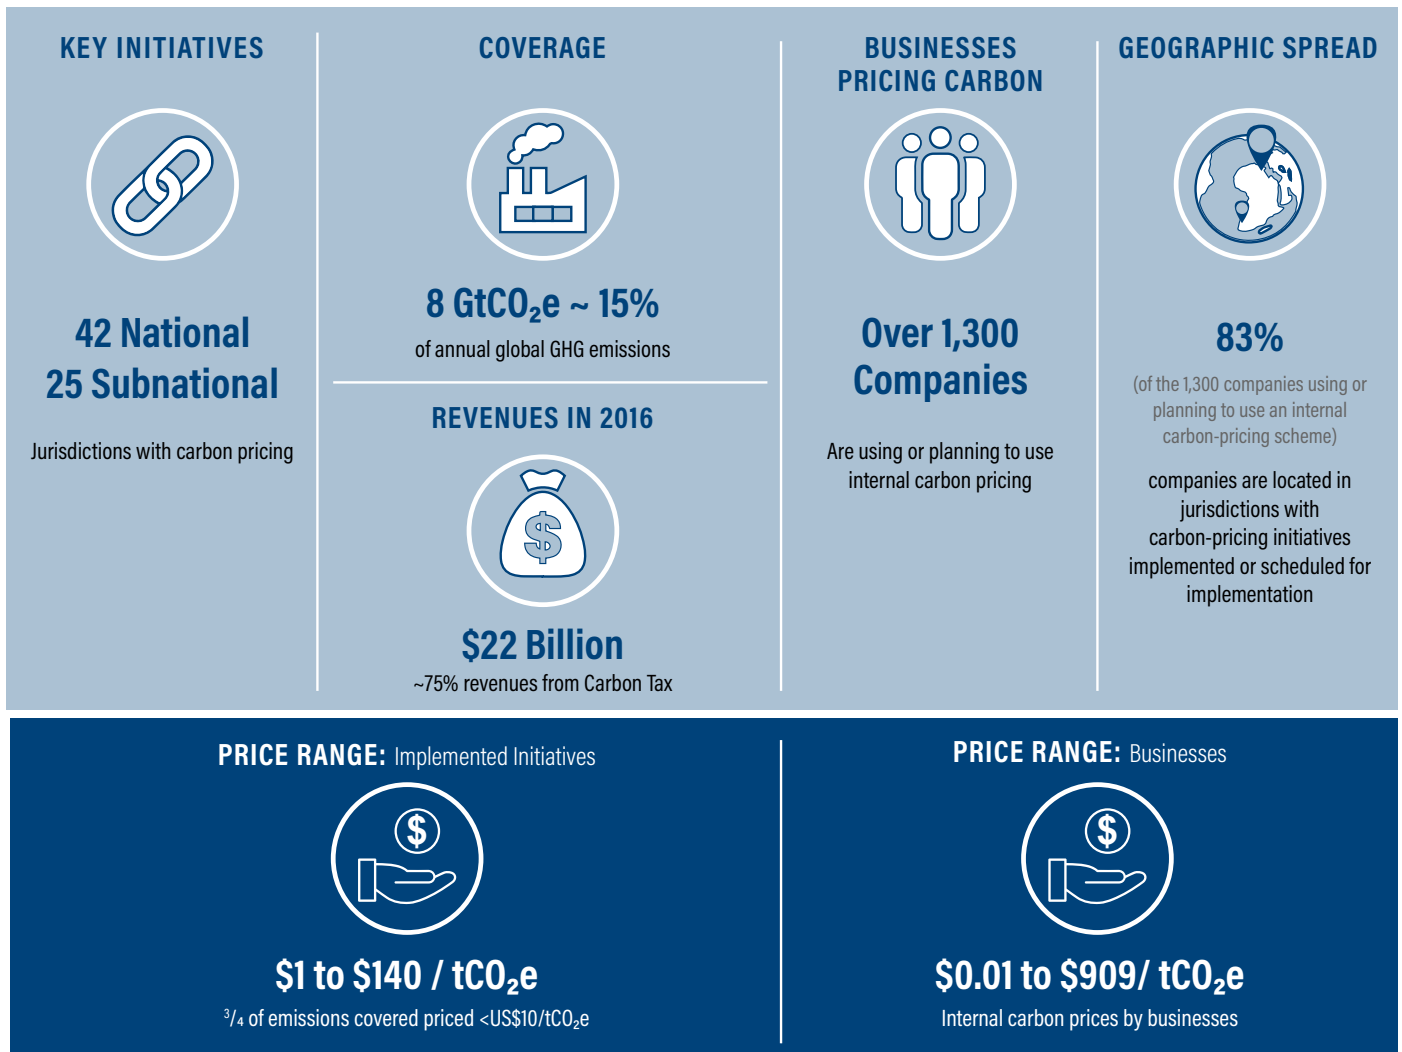 KEY INITIATIVES
42 National
25 Subnational
Jurisdictions with carbon pricing
COVERAGE
8 GtCO₂e ~ 15%
of annual global GHG emissions
REVENUES IN 2016
$
$22 Billion
~75% revenues from Carbon Tax
BUSINESSES
PRICING CARBON
Over 1,300
Companies
Are using or planning to use
internal carbon pricing
GEOGRAPHIC SPREAD
83%
(of the 1,300 companies using or
planning to use an internal
carbon-pricing scheme)
companies are located in
jurisdictions with
carbon-pricing initiatives
implemented or scheduled for
implementation
PRICE RANGE: Implemented Initiatives
$
$1 to $140 / tCO₂e
³/₄ of emissions covered priced <US$10/tCO₂e
PRICE RANGE: Businesses
$
$0.01 to $909/ tCO₂e
Internal carbon prices by businesses